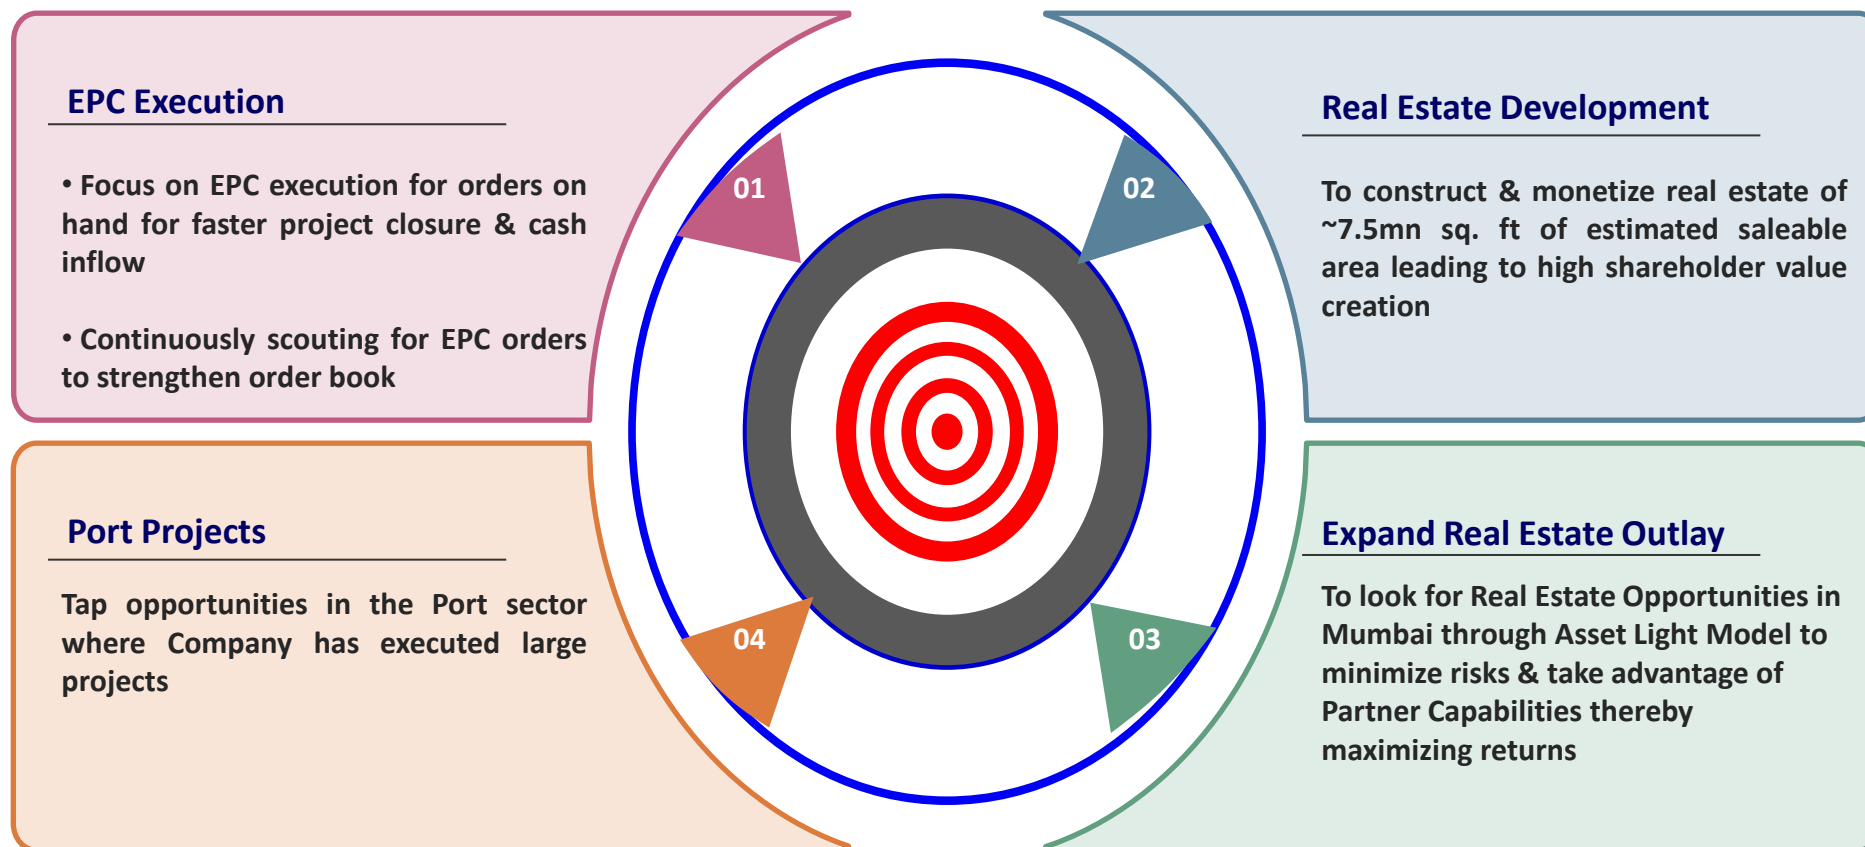 EPC Execution
• Focus on EPC execution for orders on
hand for faster project closure & cash
inflow
• Continuously scouting for EPC orders
to strengthen order book
01
02
Real Estate Development
To construct & monetize real estate of
~7.5mn sq. ft of estimated saleable
area leading to high shareholder value
creation
Port Projects
Tap opportunities in the Port sector
where Company has executed large
projects
04
03
Expand Real Estate Outlay
To look for Real Estate Opportunities in
Mumbai through Asset Light Model to
minimize risks & take advantage of
Partner Capabilities thereby
maximizing returns